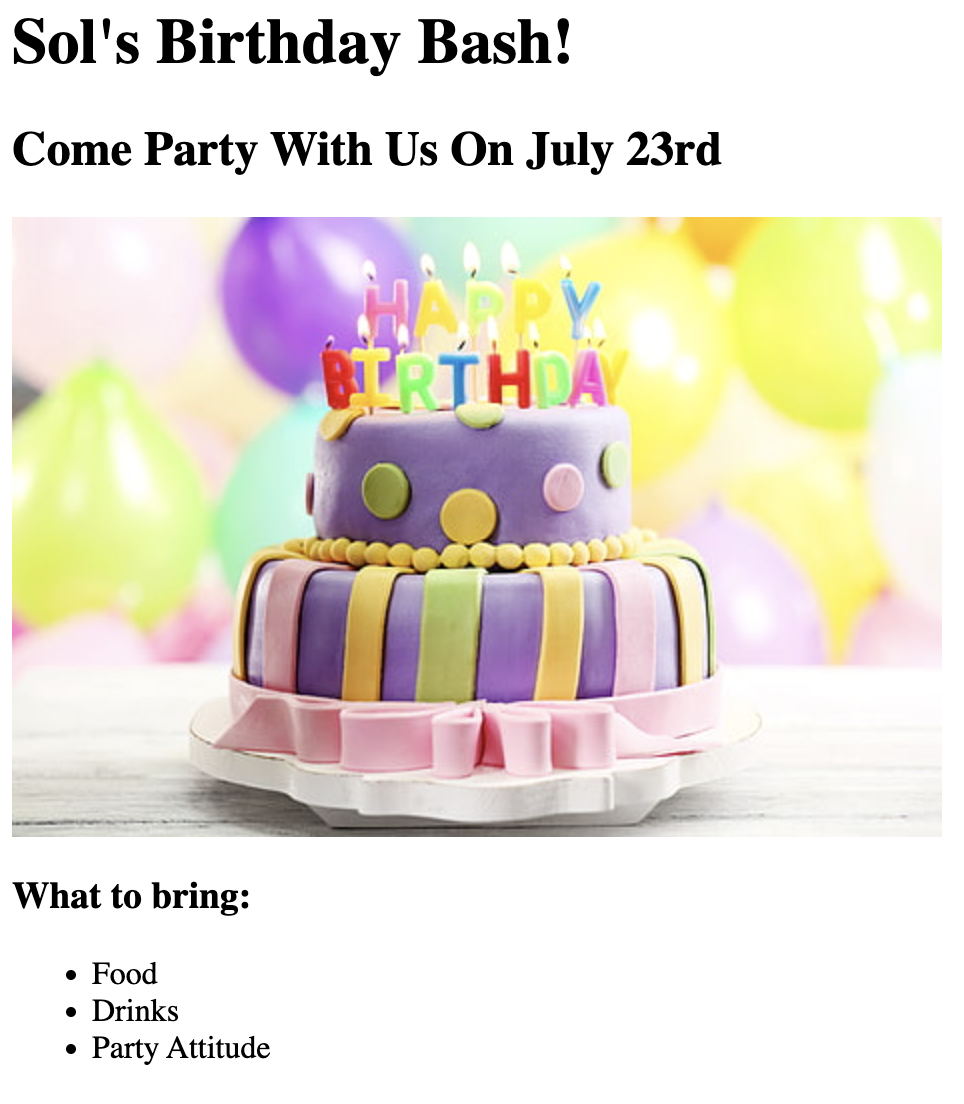 Sol's Birthday Bash!
Come Party With Us On July 23rd
HAPPY
BIRTHDAY
What to bring:
Food
Drinks
Party Attitude